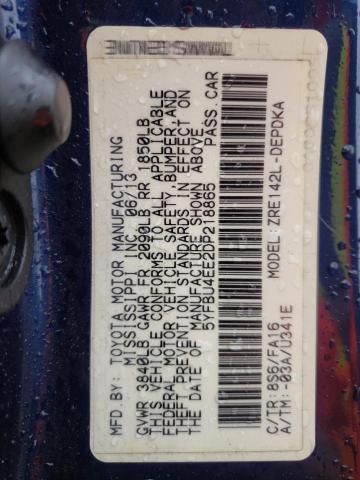 MFD.BY: TOYOTA MOTOR MANUFACTURING
MISSISSIPPI INC. 06/13
GVWR 3840LB GAWR FR 2090LB RR 1850LB
THIS VEHICLE CONFORMS TO ALL APPLICABLE
FEDERAL MOTOR VEHICLE SAFETY, BUMPER, AND
THEFT PREVENTION STANDARDS IN EFFECT ON
THE DATE OF MANUFACTURE SHOWN ABOVE.
5YFBU4EE2DP218865 PASS.CAR
MODEL: ZRE142L-DEPDKA
C/TR: 8S6/FA16
A/TM: -03A/U341E